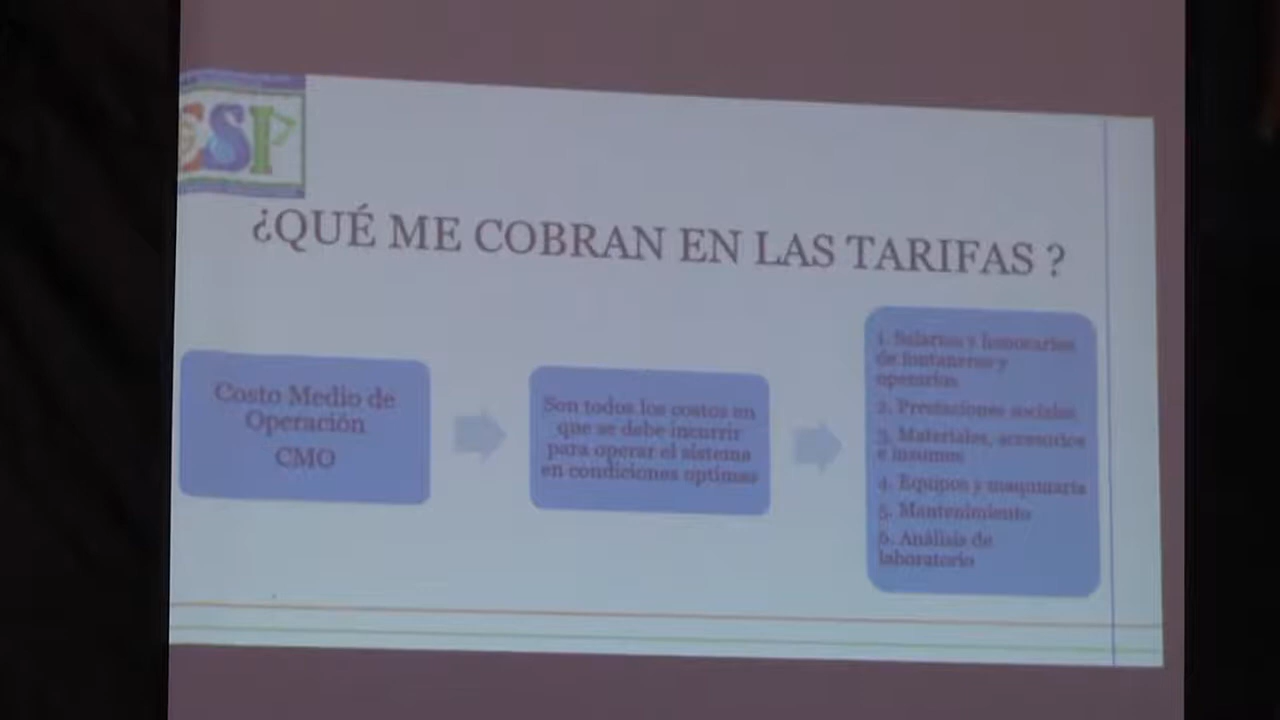 ESP
¿QUÉ ME COBRAN EN LAS TARIFAS ?
Costo Medio de
Operación
CMO
Son todos los costos en
que se debe incurrir
para operar el sistema
en condiciones optimas
1. Salarios y honorarios
de fontaneros y
operarios
2. Prestaciones sociales
3. Materiales, accesorios
e insumos
4. Equipos y maquinaria
5. Mantenimiento
6. Análisis de
laboratorio